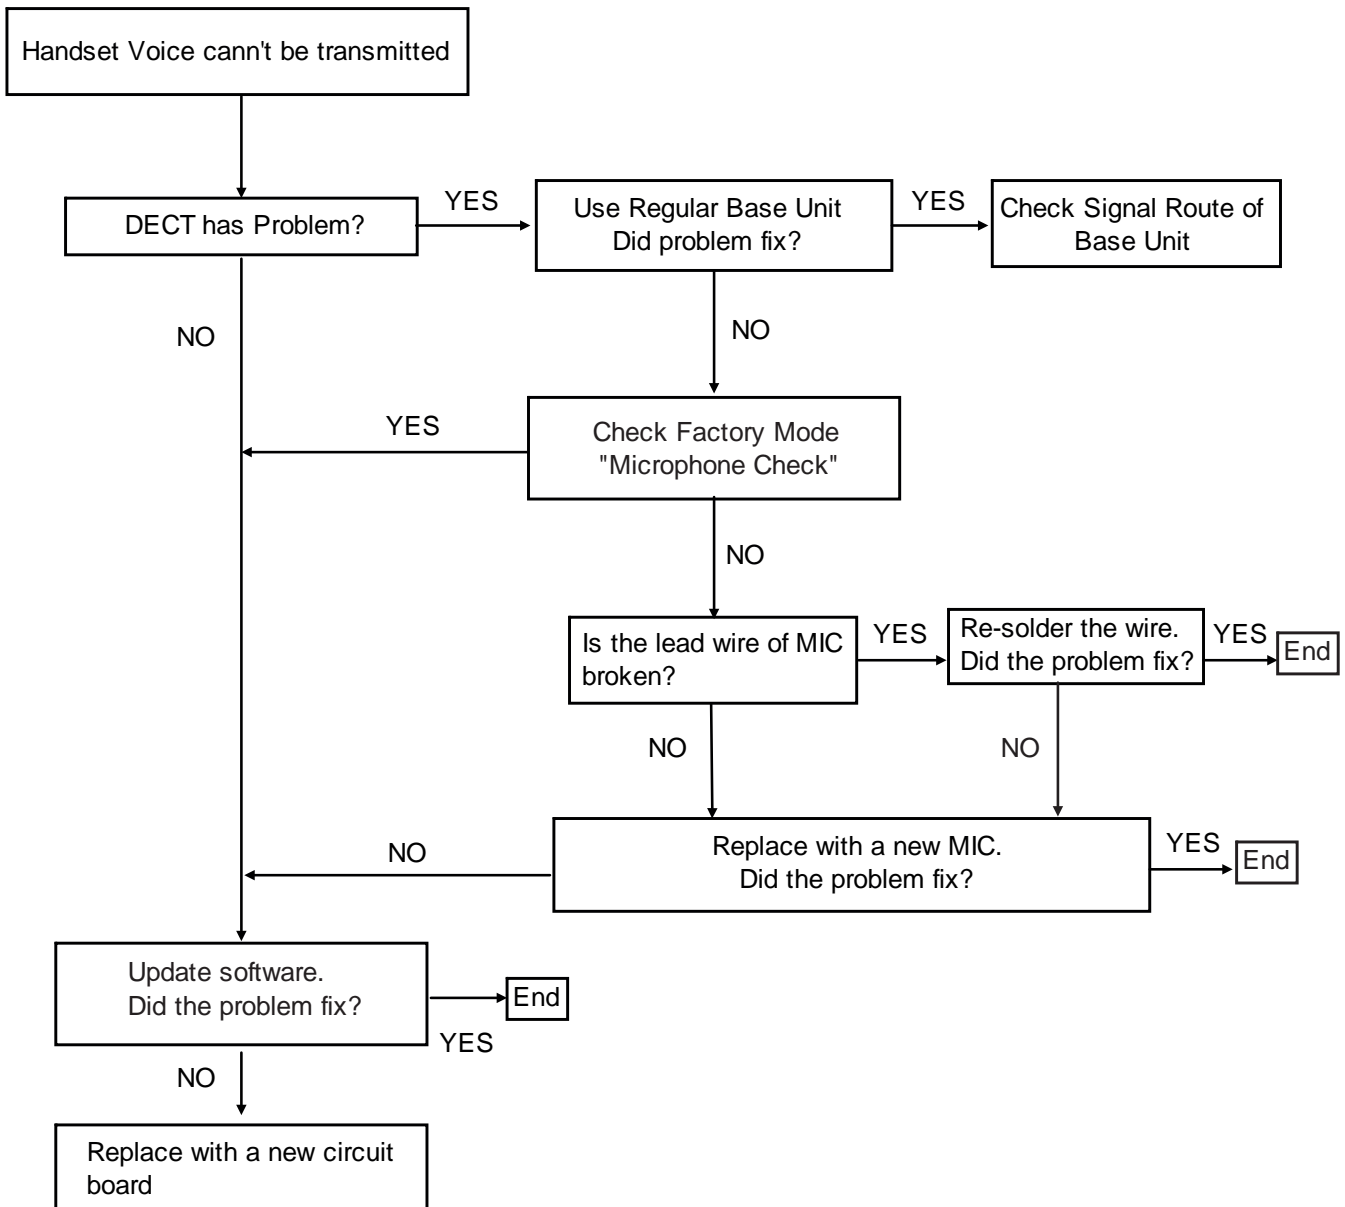 Handset Voice cann't be transmitted
DECT has Problem?
YES
Use Regular Base Unit
Did problem fix?
YES
Check Signal Route of
Base Unit
NO
NO
YES
Check Factory Mode
"Microphone Check"
NO
Is the lead wire of MIC
broken?
YES
Re-solder the wire.
Did the problem fix?
YES
End
NO
NO
NO
Replace with a new MIC.
Did the problem fix?
YES
End
Update software.
Did the problem fix?
End
YES
NO
Replace with a new circuit
board